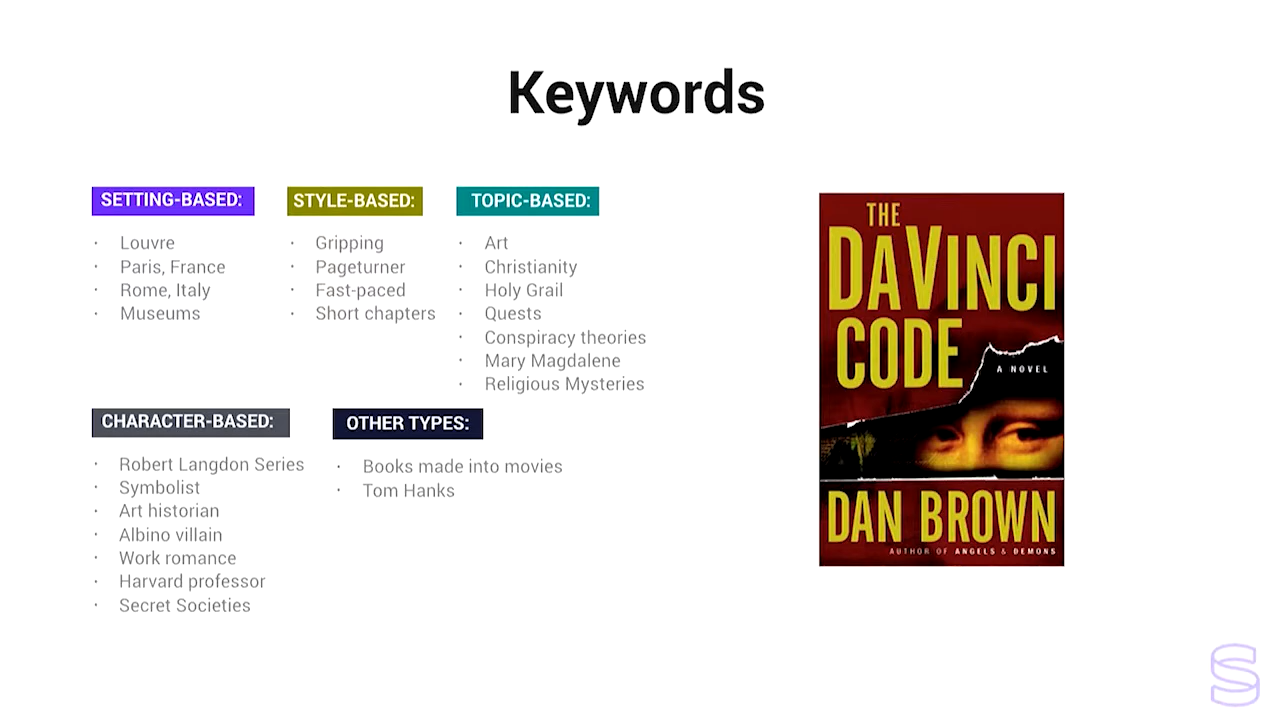 Keywords
SETTING-BASED:
· Louvre
· Paris, France
· Rome, Italy
· Museums
STYLE-BASED:
· Gripping
· Pageturner
· Fast-paced
· Short chapters
TOPIC-BASED:
· Art
· Christianity
· Holy Grail
· Quests
· Conspiracy theories
· Mary Magdalene
· Religious Mysteries
CHARACTER-BASED:
· Robert Langdon Series
· Symbolist
· Art historian
· Albino villain
· Work romance
· Harvard professor
· Secret Societies
OTHER TYPES:
· Books made into movies
· Tom Hanks
THE
DAVINCI
CODE
A NOVEL
DAN BROWN
AUTHOR OF ANGELS & DEMONS
S